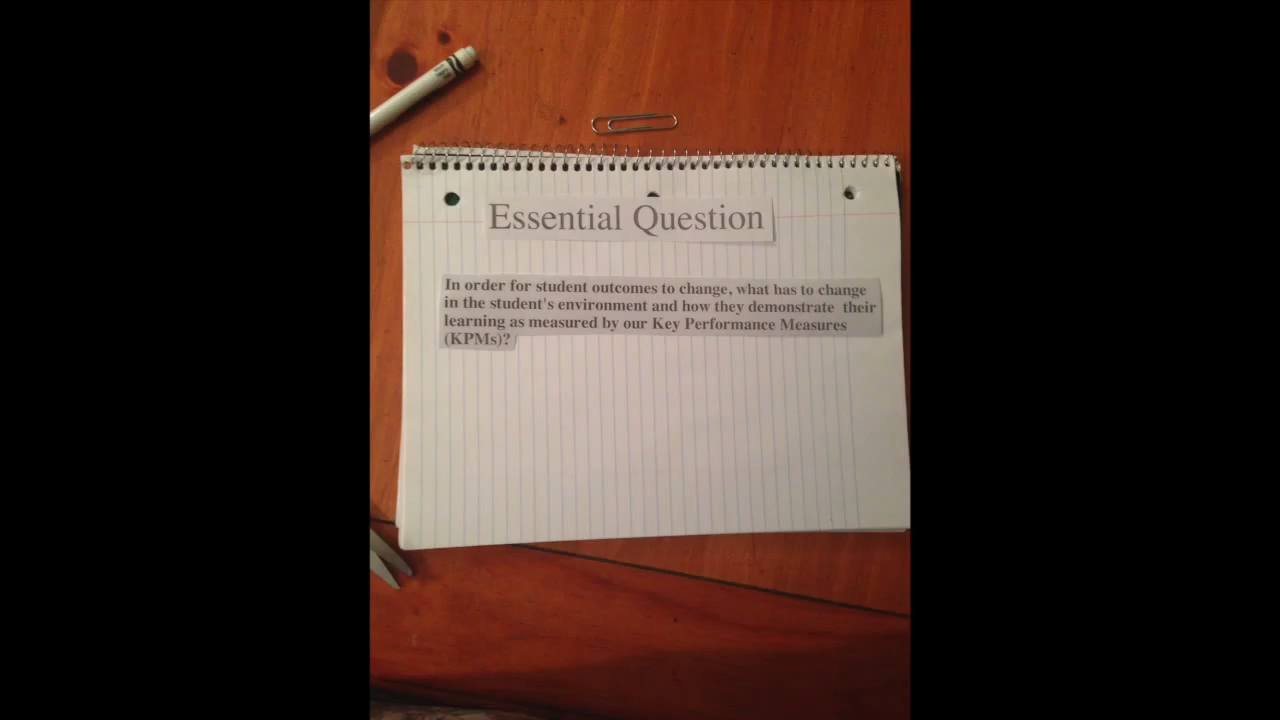 Essential Question
In order for student outcomes to change, what has to change
in the student's environment and how they demonstrate their
learning as measured by our Key Performance Measures
(KPMs)?